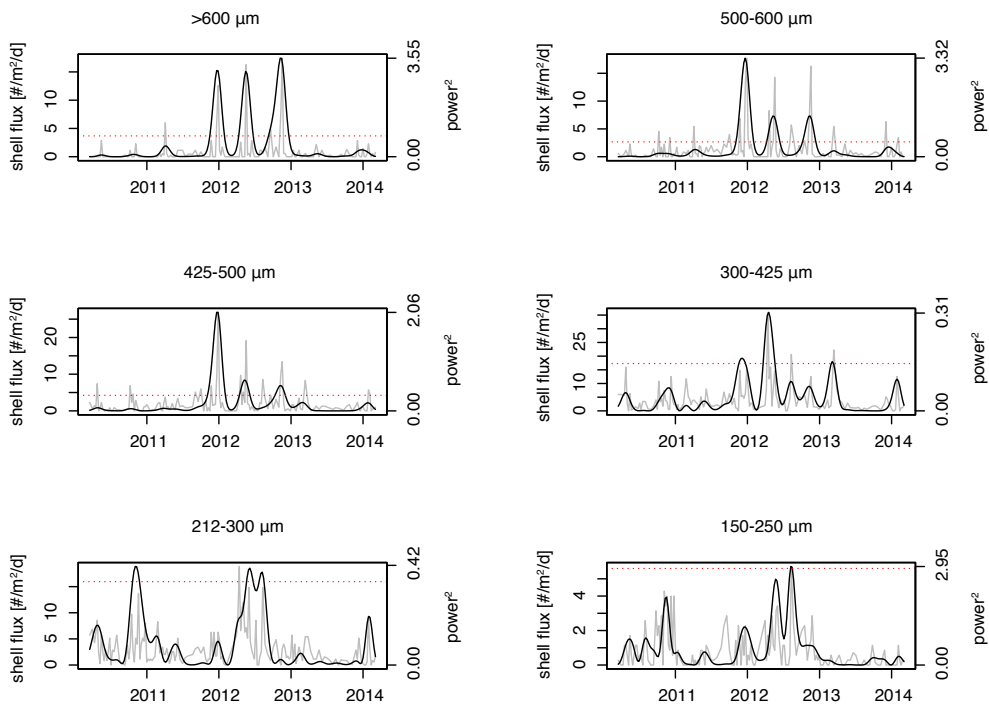 >600 µm
shell flux [#/m²/d]
0 5 10
2011 2012 2013 2014
0.00 3.55
power²
500-600 µm
shell flux [#/m²/d]
0 5 10
2011 2012 2013 2014
0.00 3.32
power²
425-500 µm
shell flux [#/m²/d]
0 5 10 20
2011 2012 2013 2014
0.00 2.06
power²
300-425 µm
shell flux [#/m²/d]
0 5 10 25
2011 2012 2013 2014
0.00 0.31
power²
212-300 µm
shell flux [#/m²/d]
0 5 10
2011 2012 2013 2014
0.00 0.42
power²
150-250 µm
shell flux [#/m²/d]
0 2 4
2011 2012 2013 2014
0.00 2.95
power²